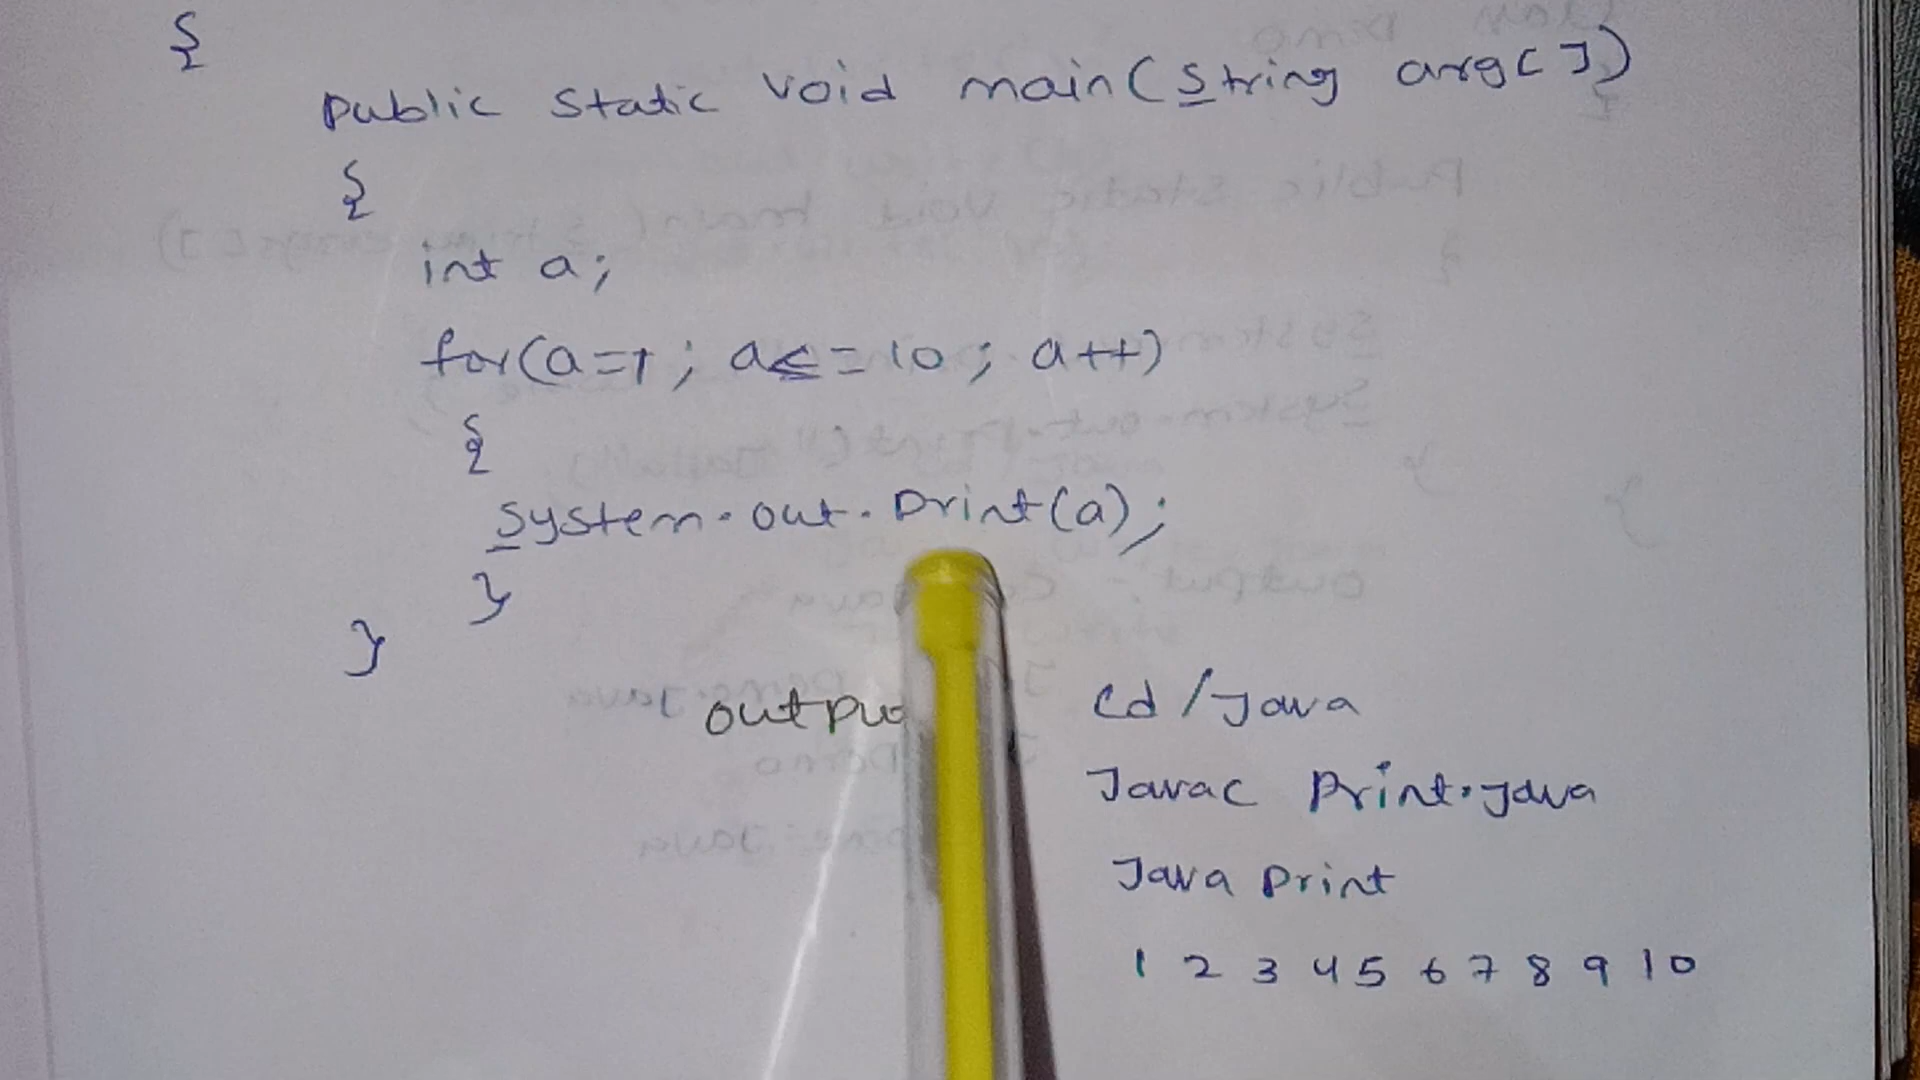 {
public static void main(String arg[])
{
int a;
for(a=1; a<=10; a++)
{
System.out.print(a);
}
}
cd/Java
Javac Print.java
Java print
1 2 3 4 5 6 7 8 9 10